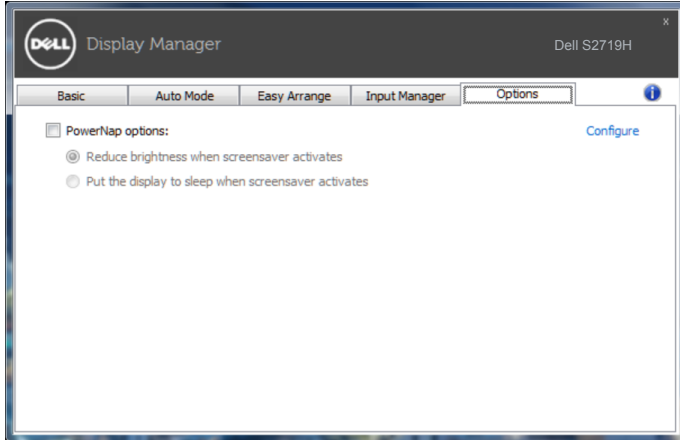 x
DELL Display Manager Dell S2719H
Basic Auto Mode Easy Arrange Input Manager Options i
PowerNap options: Configure
Reduce brightness when screensaver activates
Put the display to sleep when screensaver activates